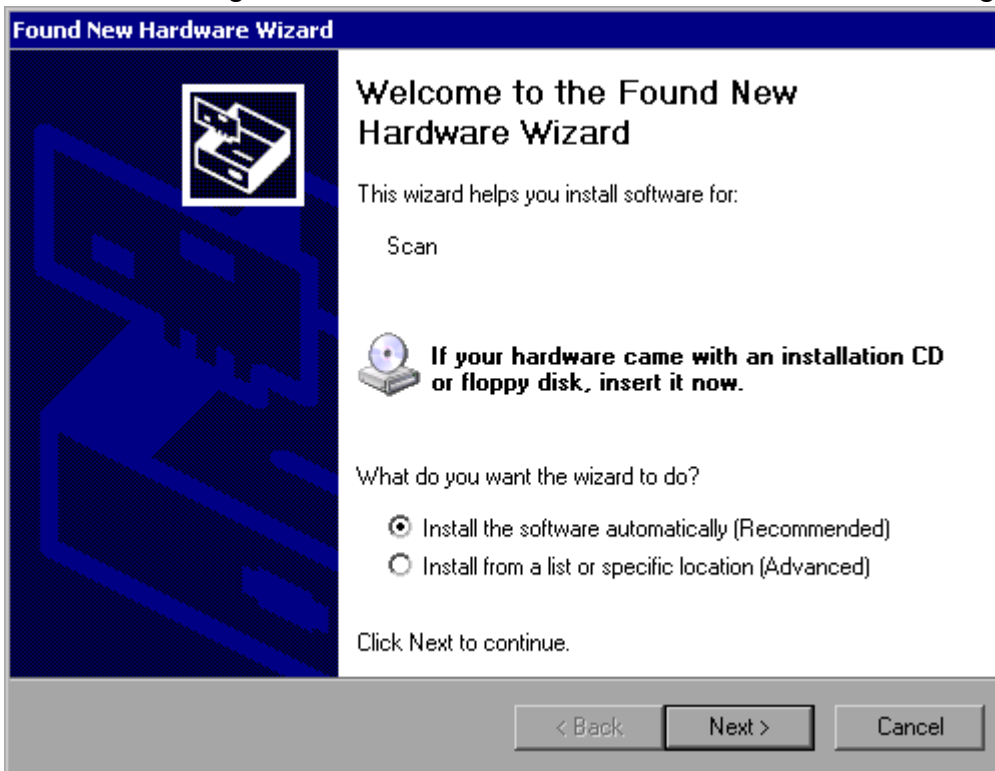 Found New Hardware Wizard
Welcome to the Found New
Hardware Wizard
This wizard helps you install software for:
Scan
If your hardware came with an installation CD
or floppy disk, insert it now.
What do you want the wizard to do?
Install the software automatically (Recommended)
Install from a list or specific location (Advanced)
Click Next to continue.
< Back
Next >
Cancel